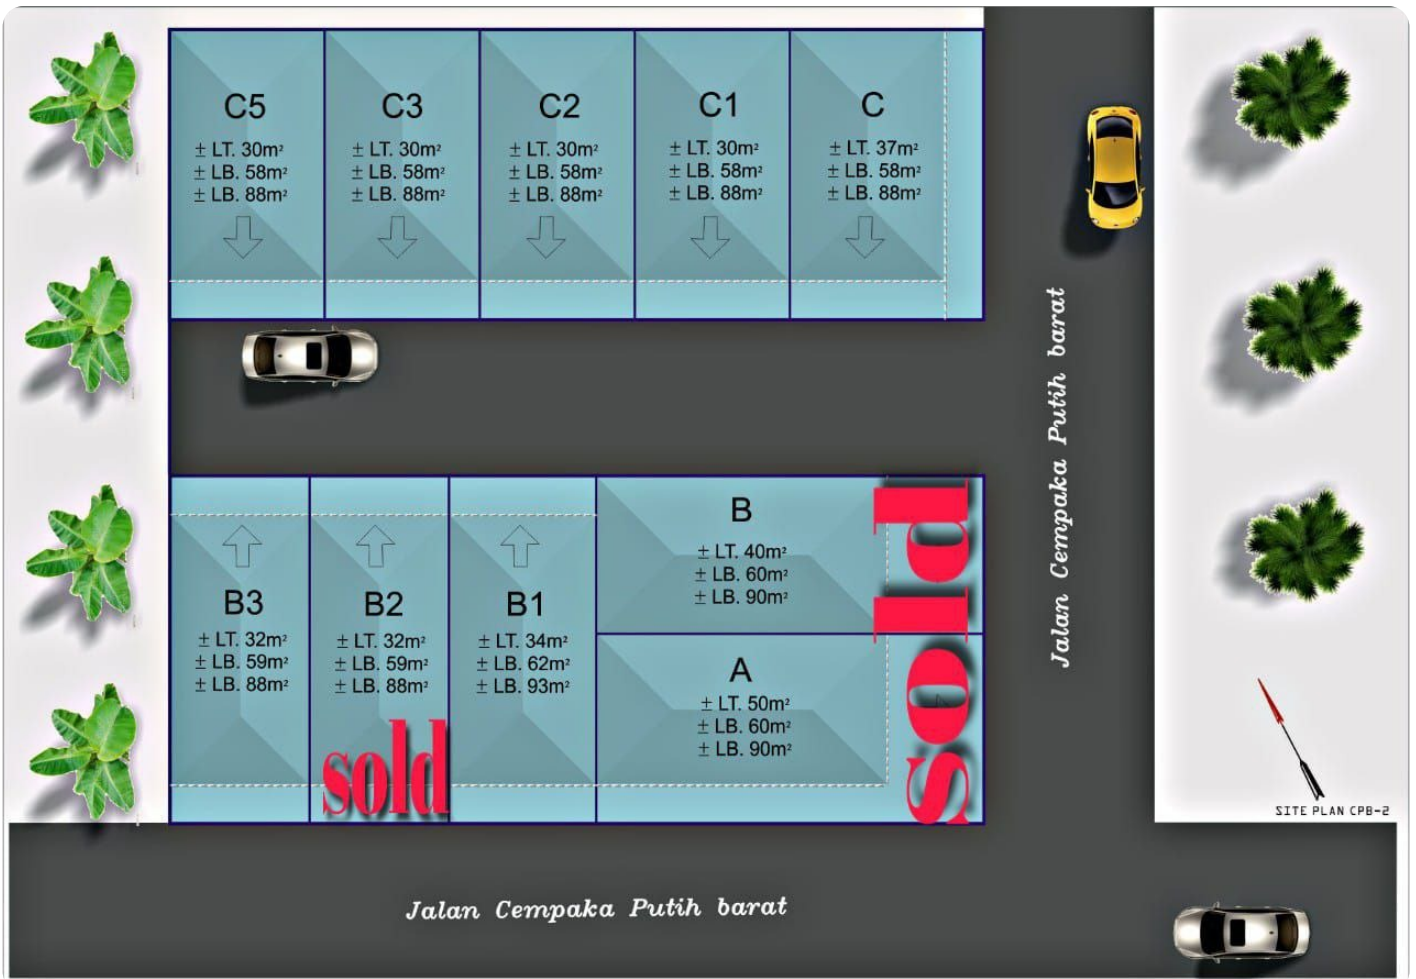 C5
± LT. 30m²
± LB. 58m²
± LB. 88m²
C3
± LT. 30m²
± LB. 58m²
± LB. 88m²
C2
± LT. 30m²
± LB. 58m²
± LB. 88m²
C1
± LT. 30m²
± LB. 58m²
± LB. 88m²
C
± LT. 37m²
± LB. 58m²
± LB. 88m²
Jalan Cempaka Putih barat
B3
± LT. 32m²
± LB. 59m²
± LB. 88m²
B2
± LT. 32m²
± LB. 59m²
± LB. 88m²
sold
B1
± LT. 34m²
± LB. 62m²
± LB. 93m²
B
± LT. 40m²
± LB. 60m²
± LB. 90m²
A
± LT. 50m²
± LB. 60m²
± LB. 90m²
sold
SITE PLAN CPB-2
Jalan Cempaka Putih barat